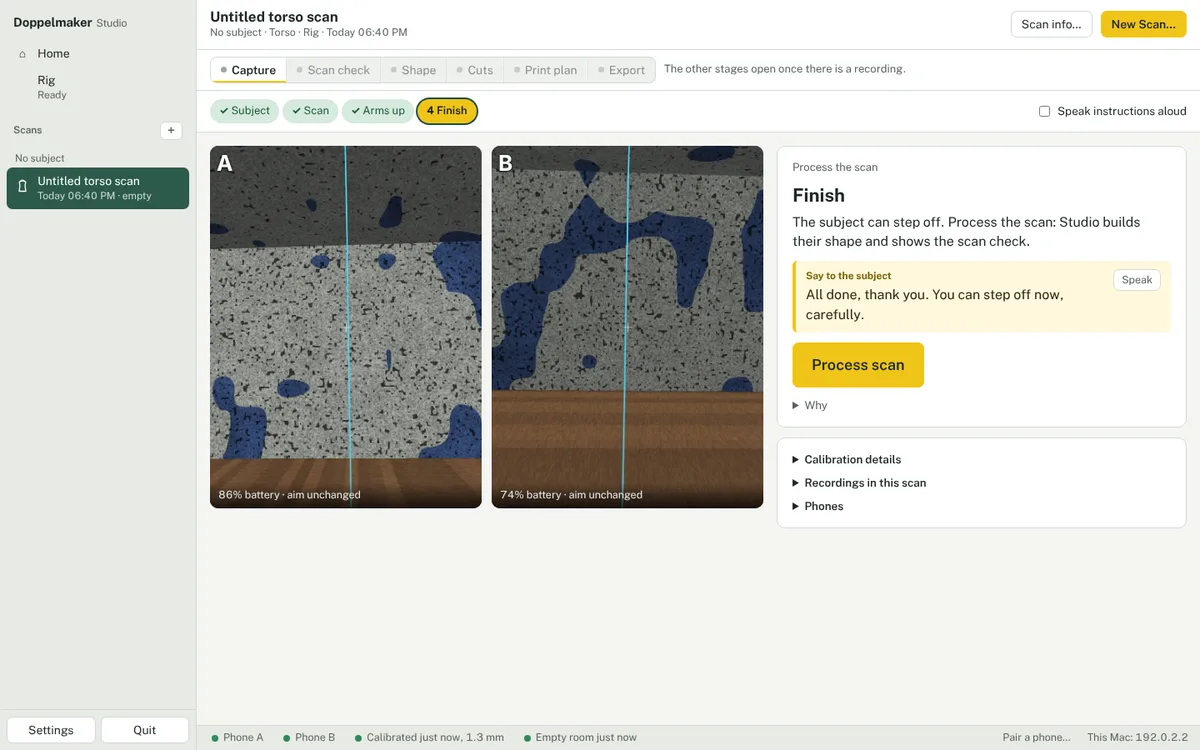 Doppelmaker Studio
Home
Rig
Ready
Scans
+
No subject
Untitled torso scan
Today 06:40 PM · empty
Settings
Quit
Untitled torso scan
No subject · Torso · Rig · Today 06:40 PM
Scan info...
New Scan...
Capture
Scan check
Shape
Cuts
Print plan
Export
The other stages open once there is a recording.
✓ Subject
✓ Scan
✓ Arms up
4 Finish
Speak instructions aloud
A
86% battery · aim unchanged
B
74% battery · aim unchanged
Process the scan
Finish
The subject can step off. Process the scan: Studio builds
their shape and shows the scan check.
Say to the subject
Speak
All done, thank you. You can step off now,
carefully.
Process scan
Why
Calibration details
Recordings in this scan
Phones
Phone A
Phone B
Calibrated just now, 1.3 mm
Empty room just now
Pair a phone...
This Mac: 192.0.2.2